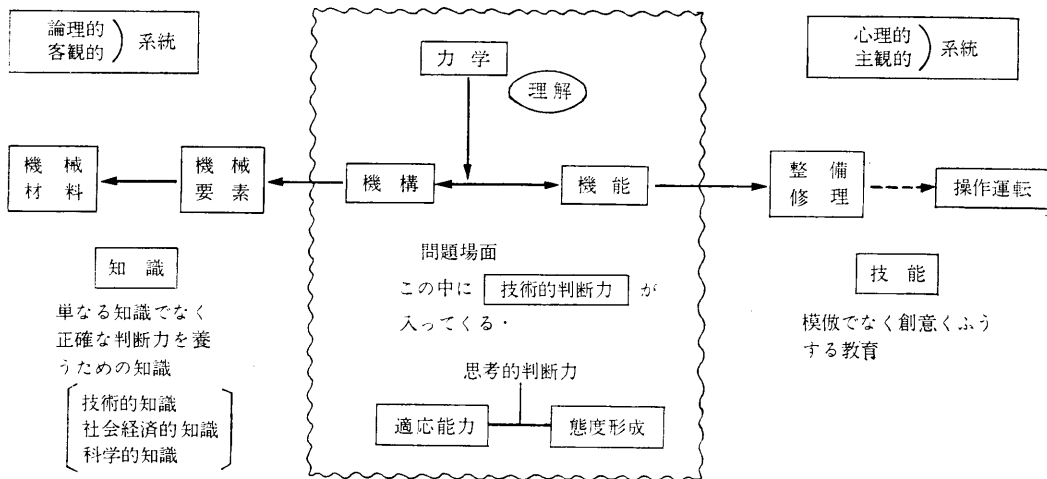 論理的
客観的
系統
力学
理解
心理的
主観的
系統
機械
材料
機械
要素
機構
機能
整備
修理
操作運転
知識
単なる知識でなく
正確な判断力を養
うための知識
技術的知識
社会経済的知識
科学的知識
問題場面
この中に 技術的判断力 が
入ってくる・
思考的判断力
適応能力
態度形成
技能
模倣でなく創意くふう
する教育